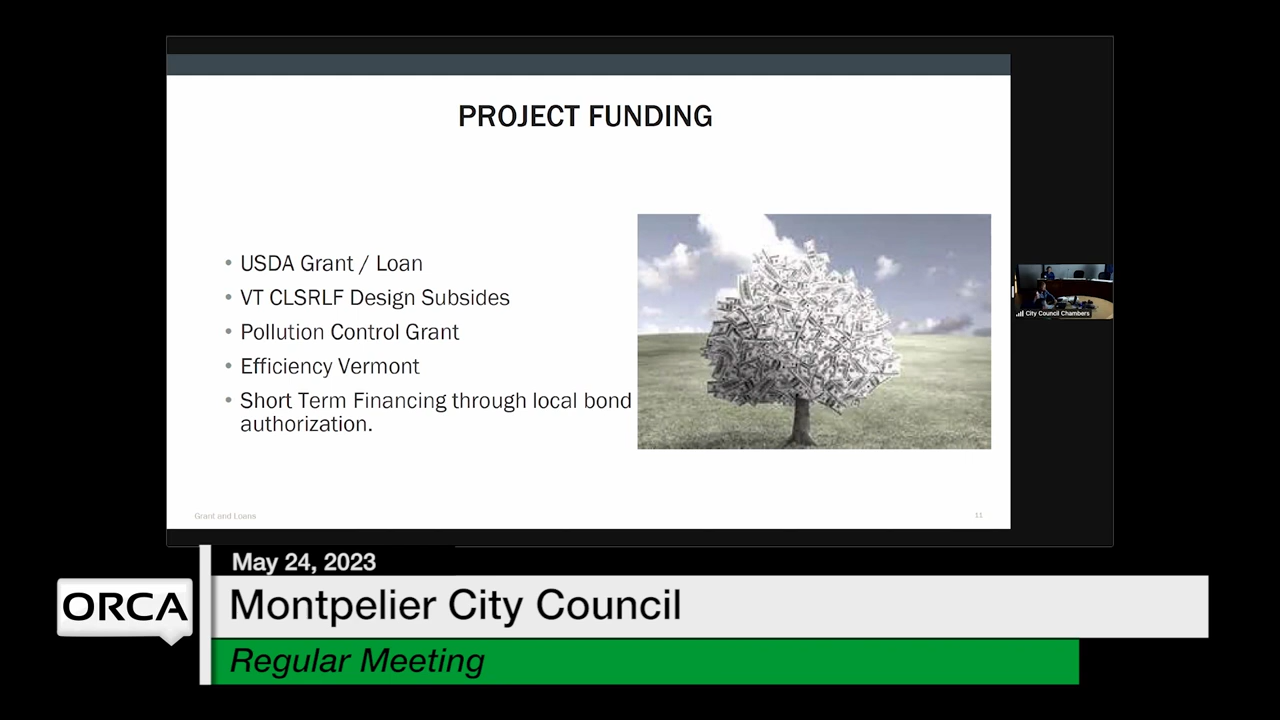 PROJECT FUNDING
• USDA Grant / Loan
• VT CLSRLF Design Subsides
• Pollution Control Grant
• Efficiency Vermont
• Short Term Financing through local bond
authorization.
Grant and Loans
11
City Council Chambers
May 24, 2023
ORCA
Montpelier City Council
Regular Meeting